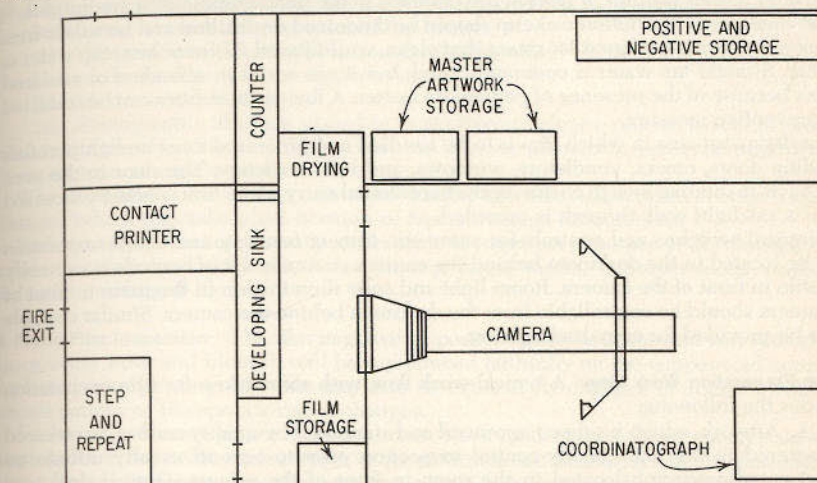 POSITIVE AND
NEGATIVE STORAGE
MASTER
ARTWORK
STORAGE
COUNTER
FILM
DRYING
CONTACT
PRINTER
DEVELOPING SINK
FIRE
EXIT
CAMERA
STEP
AND
REPEAT
FILM
STORAGE
COORDINATOGRAPH